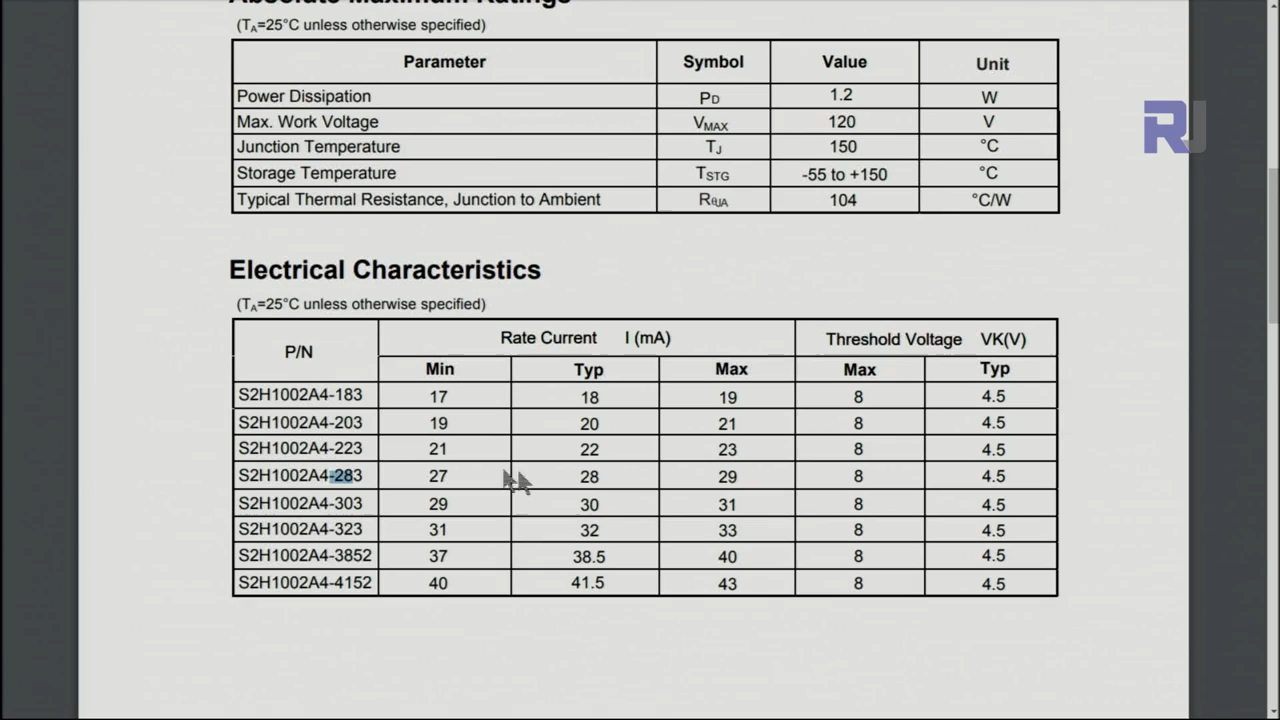 Absolute Maximum Ratings
(TA=25°C unless otherwise specified)
Parameter Symbol Value Unit
Power Dissipation PD 1.2 W
Max. Work Voltage VMAX 120 V
Junction Temperature TJ 150 °C
Storage Temperature TSTG -55 to +150 °C
Typical Thermal Resistance, Junction to Ambient RθJA 104 °C/W
RJ
Electrical Characteristics
(TA=25°C unless otherwise specified)
P/N Rate Current I (mA) Threshold Voltage VK(V)
Min Typ Max Max Typ
S2H1002A4-183 17 18 19 8 4.5
S2H1002A4-203 19 20 21 8 4.5
S2H1002A4-223 21 22 23 8 4.5
S2H1002A4-283 27 28 29 8 4.5
S2H1002A4-303 29 30 31 8 4.5
S2H1002A4-323 31 32 33 8 4.5
S2H1002A4-3852 37 38.5 40 8 4.5
S2H1002A4-4152 40 41.5 43 8 4.5